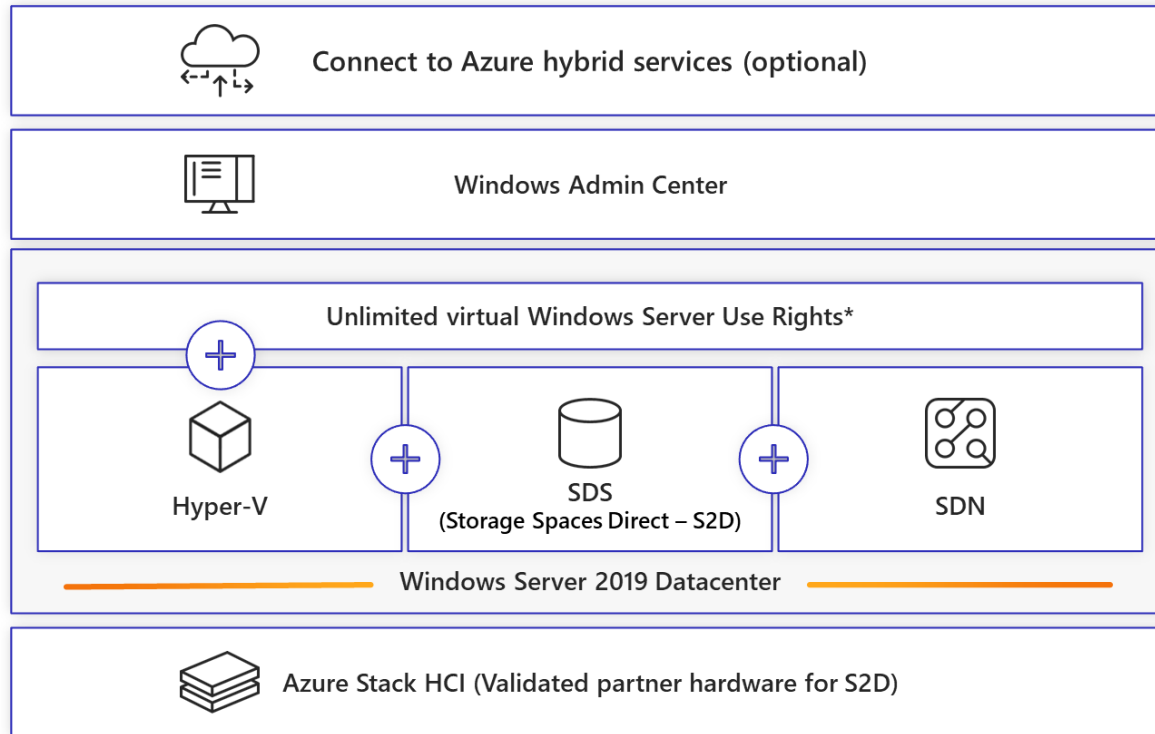 Connect to Azure hybrid services (optional)
Windows Admin Center
Unlimited virtual Windows Server Use Rights*
Hyper-V
SDS
(Storage Spaces Direct – S2D)
SDN
Windows Server 2019 Datacenter
Azure Stack HCI (Validated partner hardware for S2D)